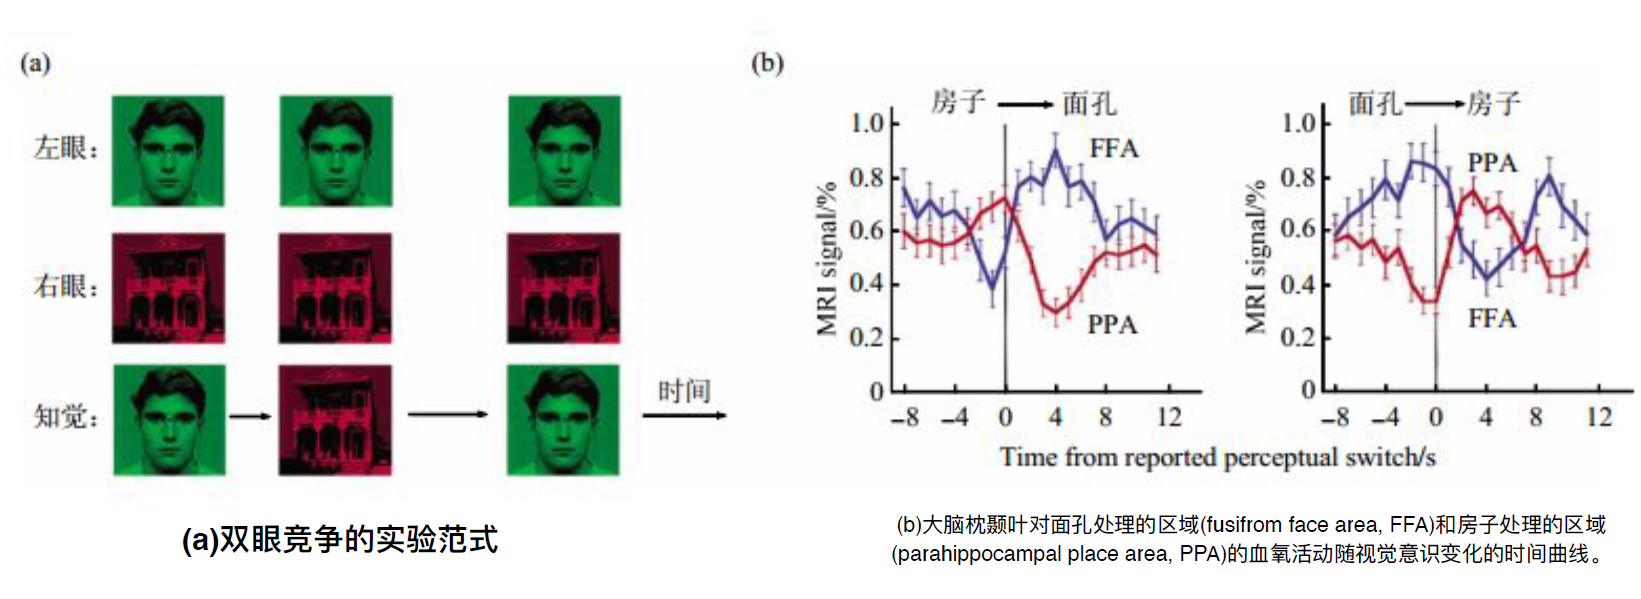 (a)
左眼：
右眼：
知觉：
时间
(a)双眼竞争的实验范式
(b)
房子 面孔
1.0
0.8
0.6
0.4
0.2
0
MRI signal/%
FFA
PPA
−8 −4 0 4 8 12
面孔 房子
1.0
0.8
0.6
0.4
0.2
0
MRI signal/%
PPA
FFA
−8 −4 0 4 8 12
Time from reported perceptual switch/s
(b)大脑枕颞叶对面孔处理的区域(fusifrom face area, FFA)和房子处理的区域
(parahippocampal place area, PPA)的血氧活动随视觉意识变化的时间曲线。